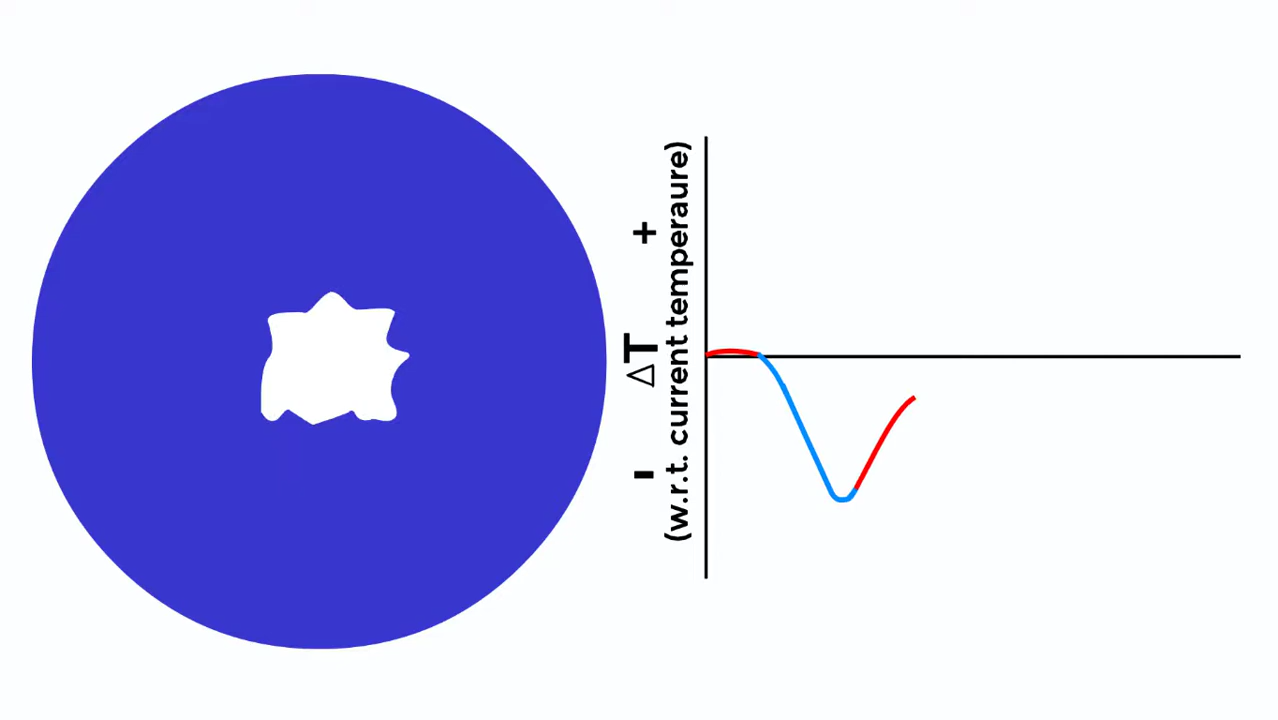 - ΔT +
(w.r.t. current temperaure)